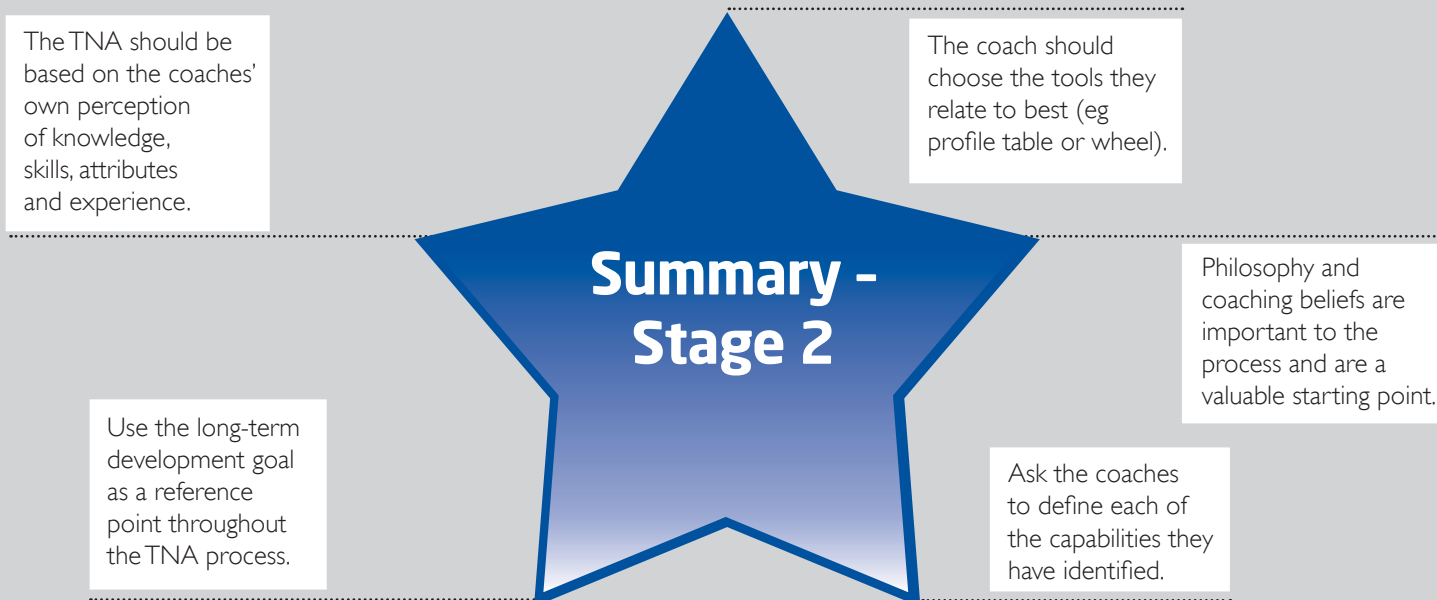 The TNA should be
based on the coaches'
own perception
of knowledge,
skills, attributes
and experience.
The coach should
choose the tools they
relate to best (eg
profile table or wheel).
Summary –
Stage 2
Philosophy and
coaching beliefs are
important to the
process and are a
valuable starting point.
Use the long-term
development goal
as a reference
point throughout
the TNA process.
Ask the coaches
to define each of
the capabilities they
have identified.